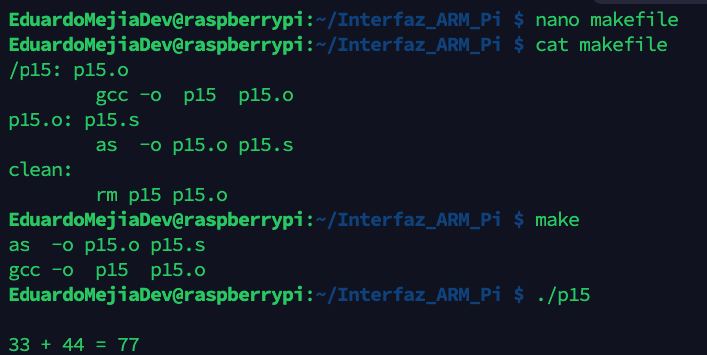 EduardoMejiaDev@raspberrypi:~/Interfaz_ARM_Pi $ nano makefile
EduardoMejiaDev@raspberrypi:~/Interfaz_ARM_Pi $ cat makefile
/p15: p15.o
        gcc -o  p15  p15.o
p15.o: p15.s
        as  -o p15.o p15.s
clean:
        rm p15 p15.o
EduardoMejiaDev@raspberrypi:~/Interfaz_ARM_Pi $ make
as  -o p15.o p15.s
gcc -o  p15  p15.o
EduardoMejiaDev@raspberrypi:~/Interfaz_ARM_Pi $ ./p15
33 + 44 = 77